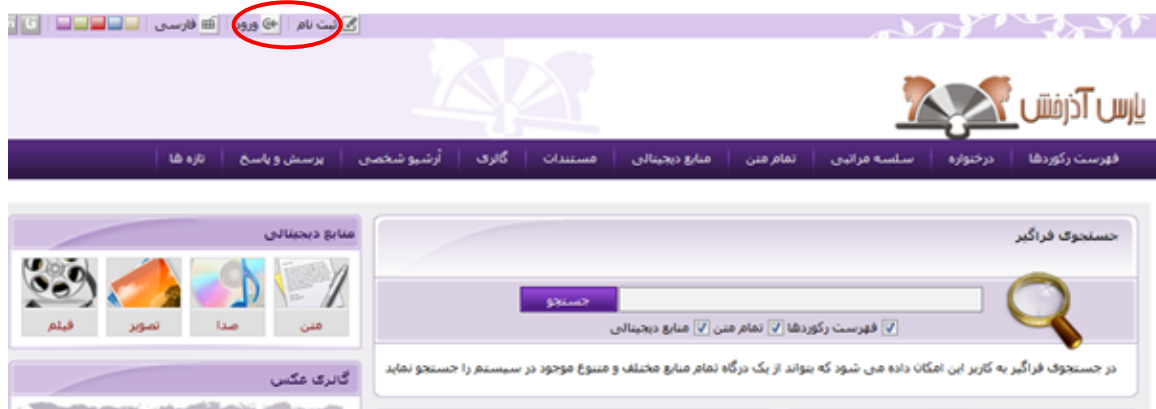 ثبت نام ورود فارسی
پارس آذرخش
فهرست رکوردها درختواره سلسه مراتبی تمام متن منابع دیجیتالی مستندات گالری آرشیو شخصی پرسش و پاسخ تازه ها
جستجوی فراگیر
جستجو
فهرست رکوردها تمام متن منابع دیجیتالی
در جستجوی فراگیر به کاربر این امکان داده می شود که بتواند از یک درگاه تمام منابع مختلف و متنوع موجود در سیستم را جستجو نماید
منابع دیجیتالی
متن صدا تصویر فیلم
گالری عکس